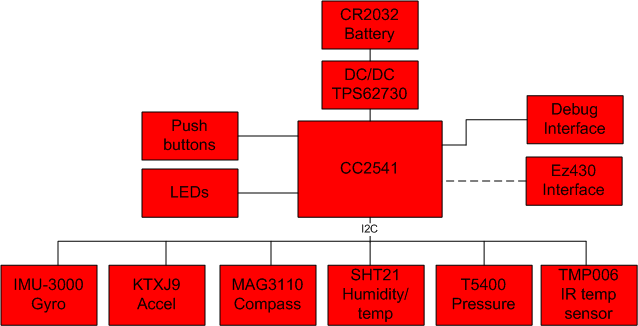 CR2032
Battery
DC/DC
TPS62730
Push
buttons
LEDs
CC2541
Debug
Interface
Ez430
Interface
I2C
IMU-3000
Gyro
KTXJ9
Accel
MAG3110
Compass
SHT21
Humidity/
temp
T5400
Pressure
TMP006
IR temp
sensor